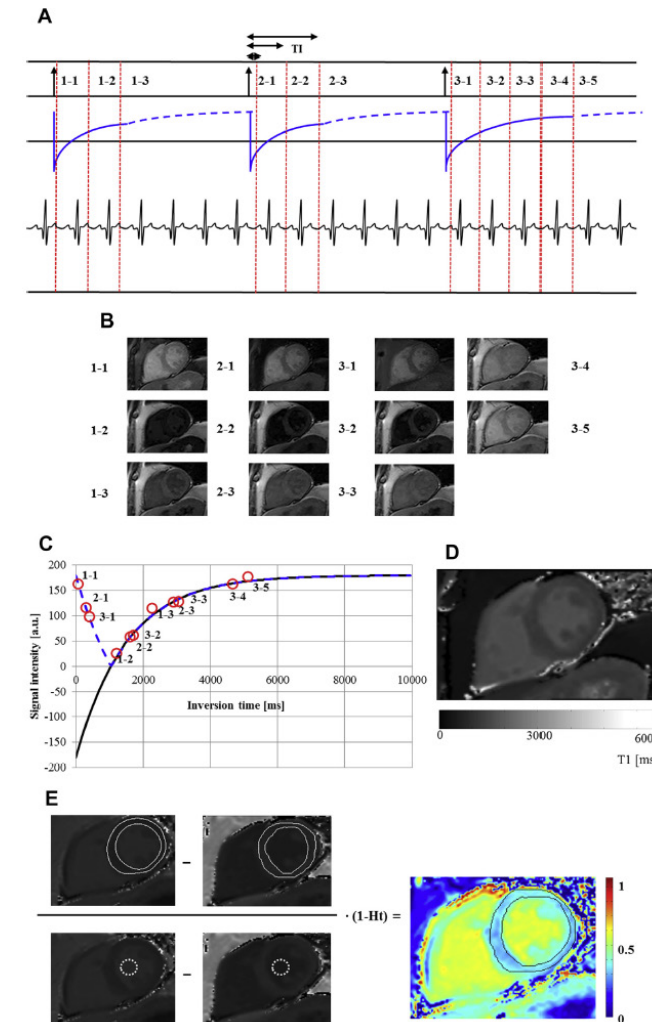 A
TI
1-1 1-2 1-3 2-1 2-2 2-3 3-1 3-2 3-3 3-4 3-5
B
1-1 2-1 3-1 3-4
1-2 2-2 3-2 3-5
1-3 2-3 3-3
C
Signal intensity [a.u.]
200
150
100
50
0
-50
-100
-150
-200
1-1
2-1
3-1
1-2
2-2
3-2
1-3
2-3
3-3
3-4
3-5
Inversion time [ms]
0 2000 4000 6000 8000 10000
D
0 3000 600
T1 [ms
E
– –
· (1-Ht) =
1
0.5
0